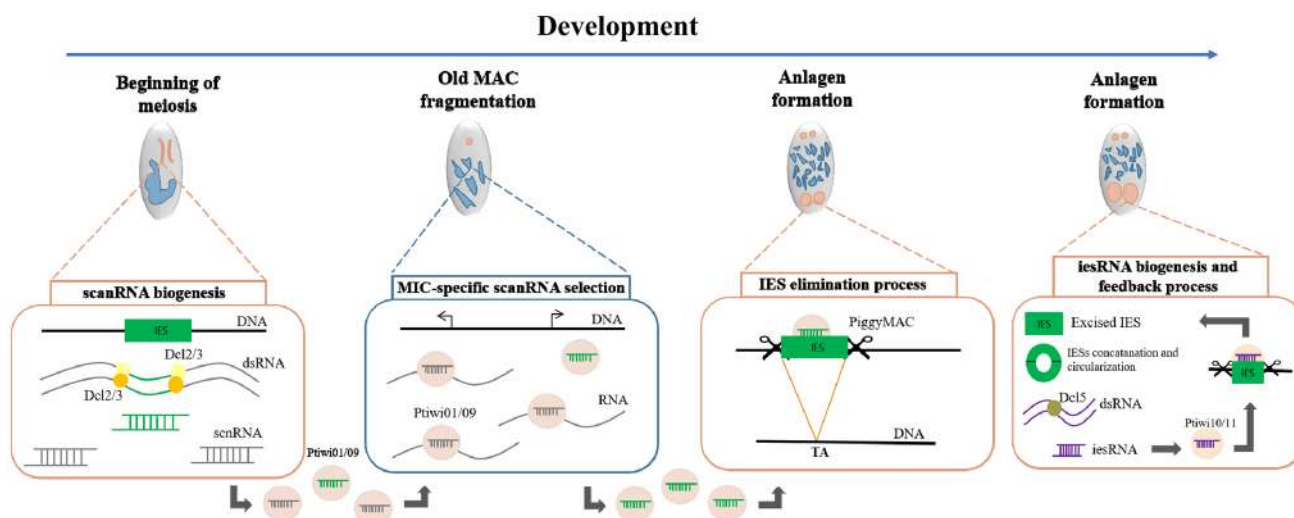 Development
Beginning of
meiosis
Old MAC
fragmentation
Anlagen
formation
Anlagen
formation
scanRNA biogenesis
IES
DNA
Dcl2/3
dsRNA
Dcl2/3
scnRNA
Ptiwi01/09
MIC-specific scanRNA selection
DNA
RNA
Ptiwi01/09
IES elimination process
PiggyMAC
IES
DNA
TA
iesRNA biogenesis and
feedback process
IES
Excised IES
IESs concatanation and
circularization
IES
Dcl5
dsRNA
Ptiwi10/11
iesRNA